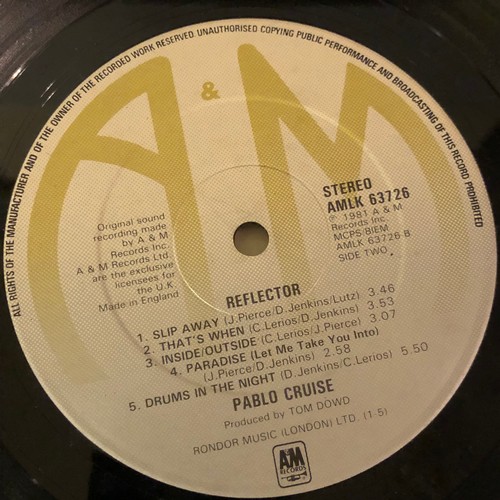 ALL RIGHTS OF THE MANUFACTURER AND OF THE OWNER OF THE RECORDED WORK RESERVED. UNAUTHORISED COPYING PUBLIC PERFORMANCE AND BROADCASTING OF THIS RECORD PROHIBITED
A & M
Original sound
recording made
by A & M
Records Inc.
A & M Records Ltd.
are the exclusive
licensees for
the U.K.
Made in England
STEREO
AMLK 63726
℗ 1981 A & M
Records Inc
MCPS/BIEM
AMLK 63726-B
SIDE TWO
REFLECTOR
1. SLIP AWAY (J.Pierce/D.Jenkins/Lutz) 3.46
2. THAT'S WHEN (C.Lerios/D.Jenkins) 3.53
3. INSIDE/OUTSIDE (C.Lerios/J.Pierce) 3.07
4. PARADISE (Let Me Take You Into)
(J.Pierce/D.Jenkins) 2.58
5. DRUMS IN THE NIGHT (D.Jenkins/C.Lerios) 5.50
PABLO CRUISE
Produced by TOM DOWD
RONDOR MUSIC (LONDON) LTD. (1-5)
A&M
RECORDS